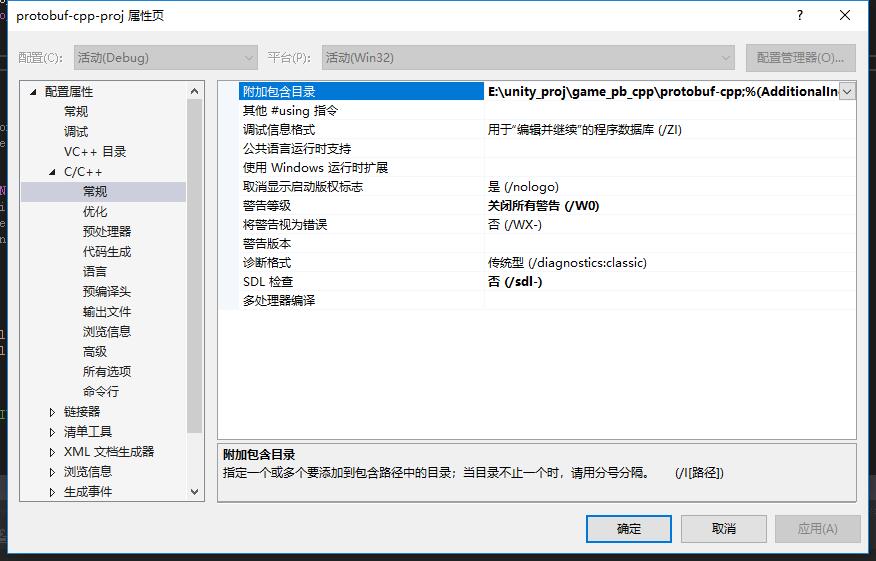 protobuf-cpp-proj 属性页
配置(C): 活动(Debug) 平台(P): 活动(Win32) 配置管理器(O)...
配置属性
常规
调试
VC++ 目录
C/C++
常规
优化
预处理器
代码生成
语言
预编译头
输出文件
浏览信息
高级
所有选项
命令行
链接器
清单工具
XML 文档生成器
浏览信息
生成事件
附加包含目录 E:\unity_proj\game_pb_cpp\protobuf-cpp;%(AdditionalIn
其他 #using 指令
调试信息格式 用于“编辑并继续”的程序数据库 (/ZI)
公共语言运行时支持
使用 Windows 运行时扩展
取消显示启动版权标志 是 (/nologo)
警告等级 关闭所有警告 (/W0)
将警告视为错误 否 (/WX-)
警告版本
诊断格式 传统型 (/diagnostics:classic)
SDL 检查 否 (/sdl-)
多处理器编译
附加包含目录
指定一个或多个要添加到包含路径中的目录；当目录不止一个时，请用分号分隔。 (/I[路径])
确定 取消 应用(A)